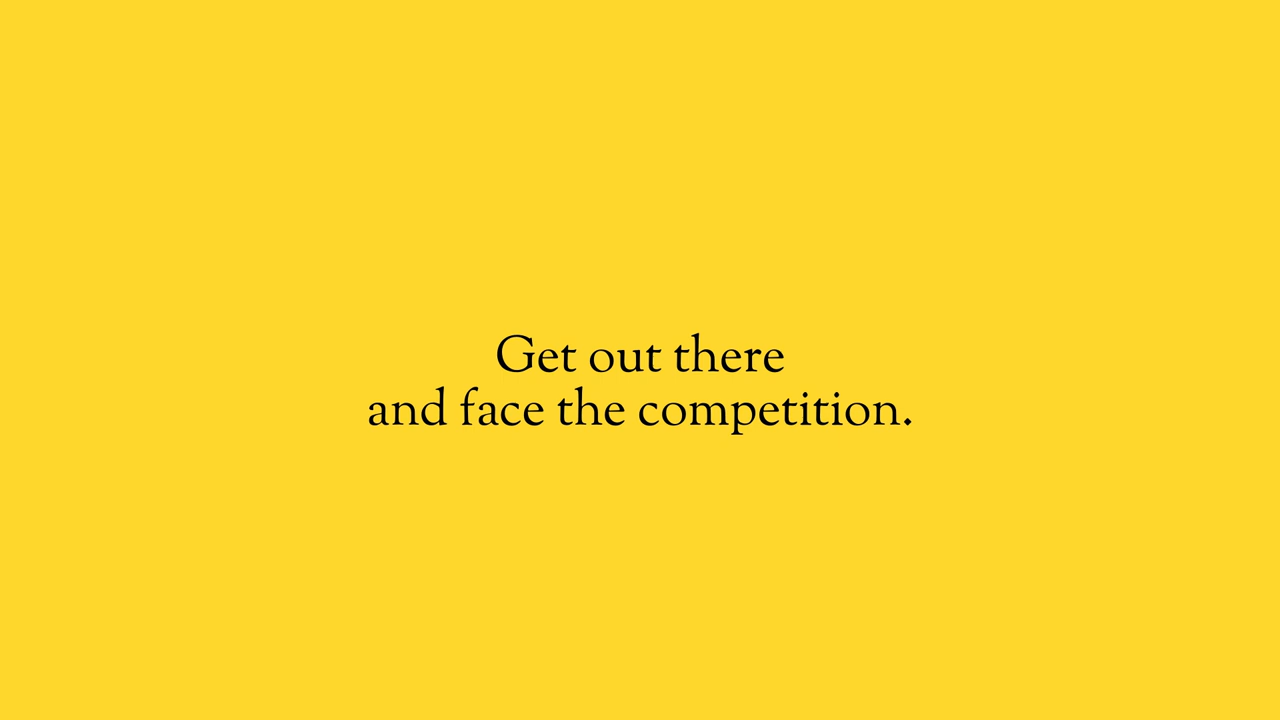 Get out there
and face the competition.